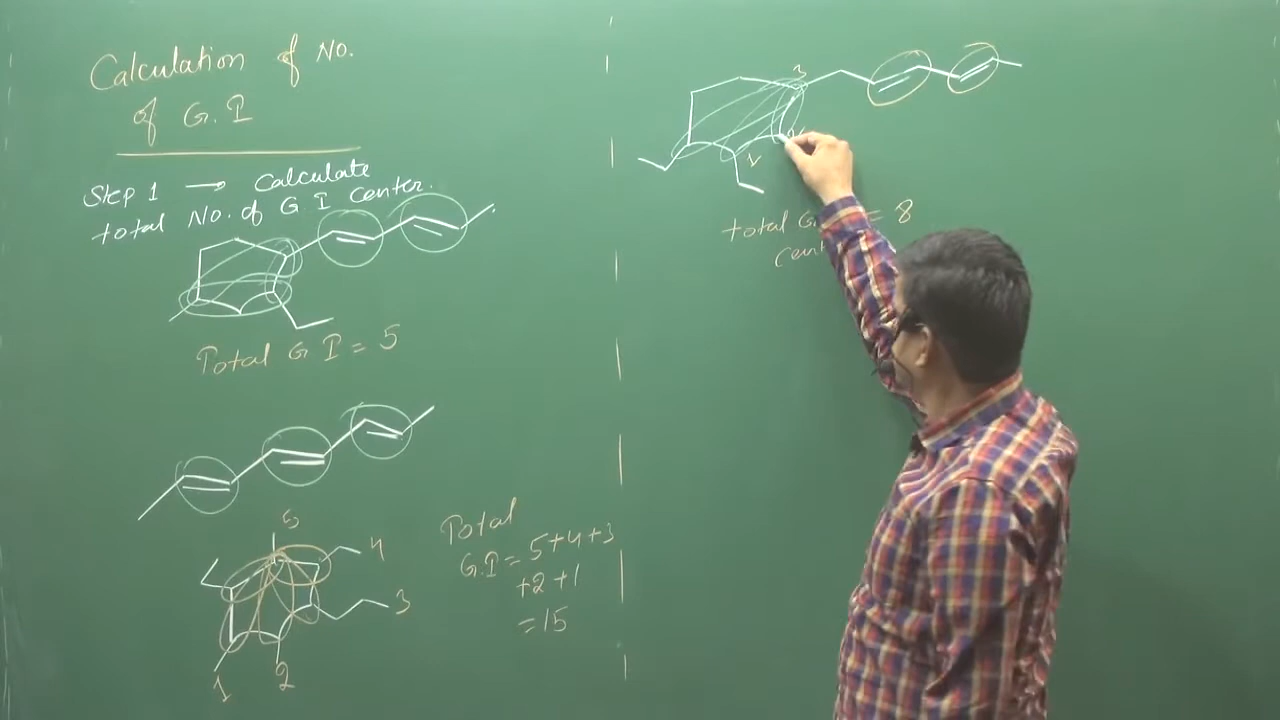 Calculation of No.
of G.I
Step 1 → Calculate
total No. of G I center.
Total G I = 5
5
4
3
2
1
Total
G.I = 5+4+3
+2 +1
= 15
3
1
total G = 8
cent